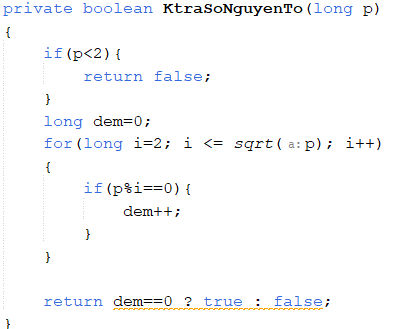 private boolean KtraSoNguyenTo(long p)
{
    if(p<2){
        return false;
    }
    long dem=0;
    for(long i=2; i <= sqrt( a: p); i++)
    {
        if(p%i==0){
            dem++;
        }
    }

    return dem==0 ? true : false;
}